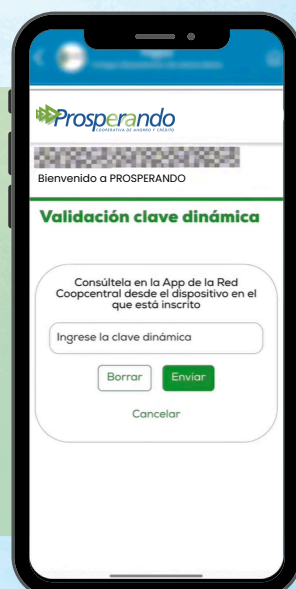 Prosperando
COOPERATIVA DE AHORRO Y CRÉDITO
Bienvenido a PROSPERANDO
Validación clave dinámica
Consúltela en la App de la Red
Coopcentral desde el dispositivo en el
que está inscrito
Ingrese la clave dinámica
Borrar
Enviar
Cancelar